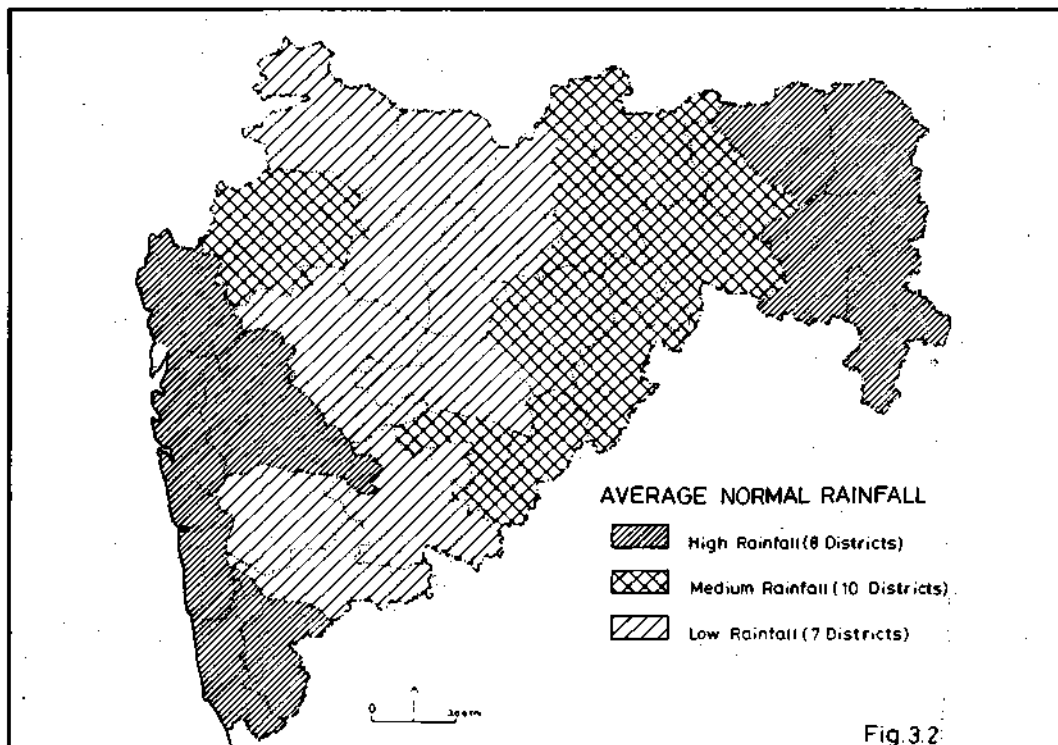 AVERAGE NORMAL RAINFALL
High Rainfall (8 Districts)
Medium Rainfall (10 Districts)
Low Rainfall (7 Districts)
0
Fig.3.2